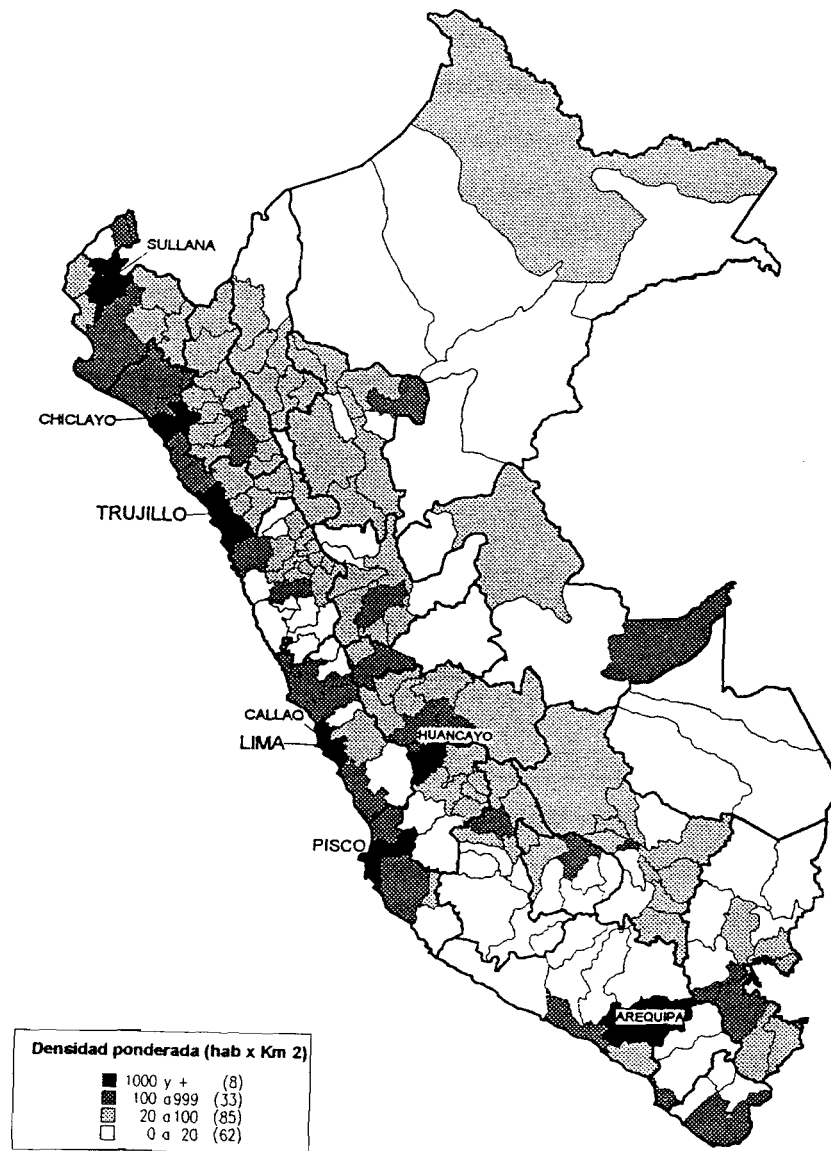 SULLANA
CHICLAYO
TRUJILLO
CALLAO
HUANCAYO
LIMA
PISCO
AREQUIPA
Densidad ponderada (hab x Km 2)
1000 y + (8)
100 a 999 (33)
20 a 100 (85)
0 a 20 (62)